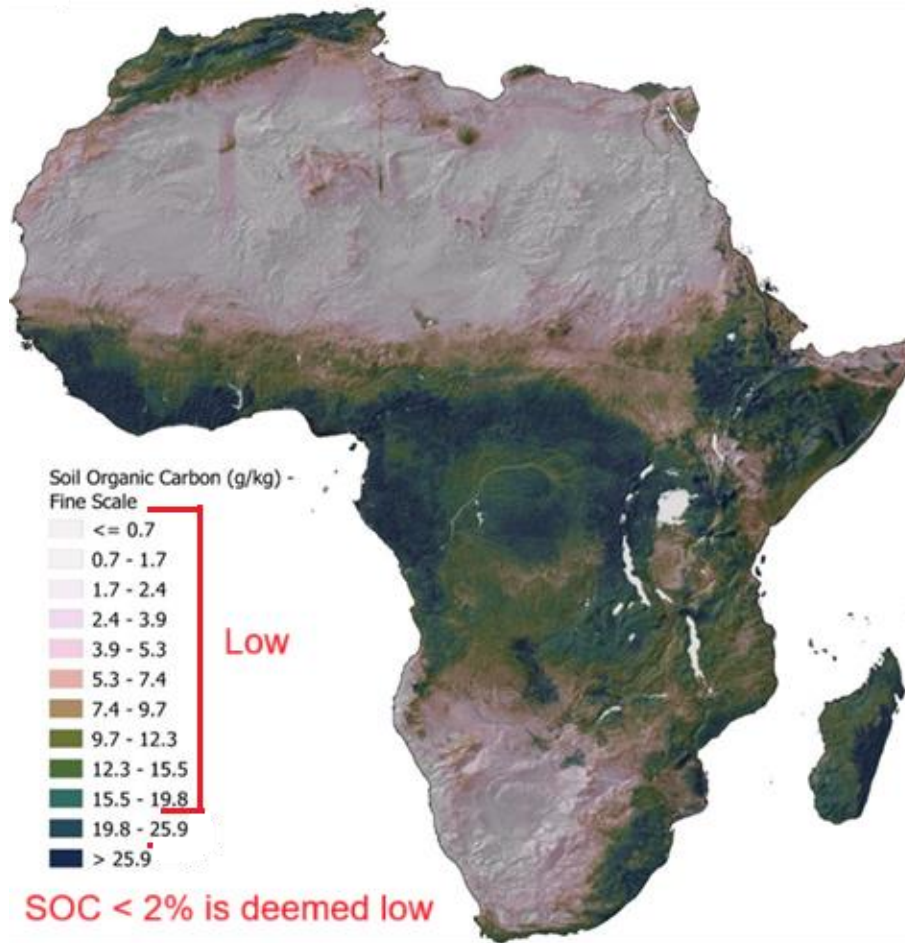 Soil Organic Carbon (g/kg) -
Fine Scale
<= 0.7
0.7 - 1.7
1.7 - 2.4
2.4 - 3.9
3.9 - 5.3
Low
5.3 - 7.4
7.4 - 9.7
9.7 - 12.3
12.3 - 15.5
15.5 - 19.8
19.8 - 25.9
> 25.9
SOC < 2% is deemed low